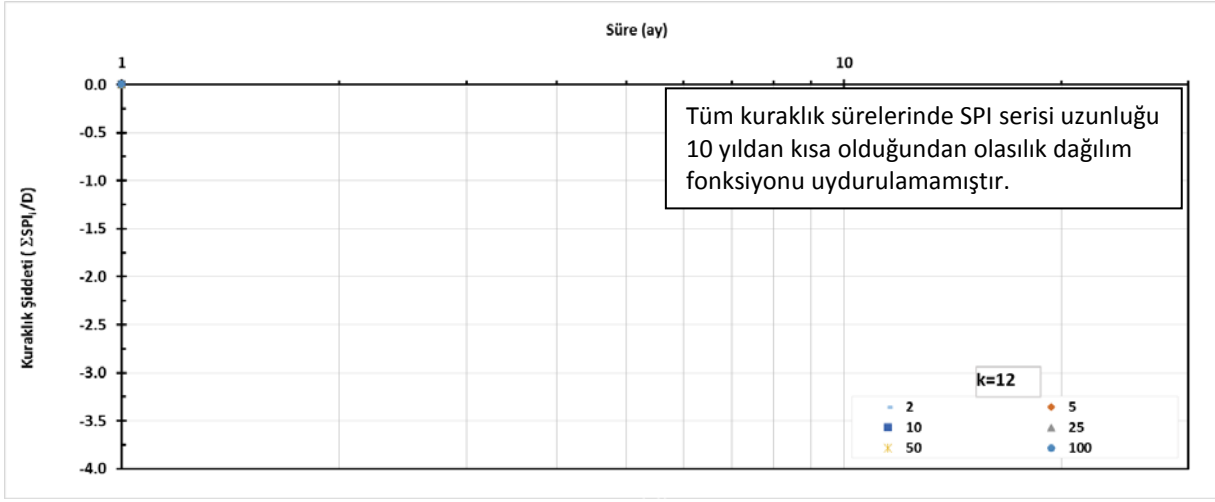 Süre (ay)
1 10
0.0
-0.5
-1.0
-1.5
-2.0
-2.5
-3.0
-3.5
-4.0
Kuraklık Şiddeti ( ΣSPIᵢ/D)
Tüm kuraklık sürelerinde SPI serisi uzunluğu
10 yıldan kısa olduğundan olasılık dağılım
fonksiyonu uydurulamamıştır.
k=12
2 5
10 25
50 100